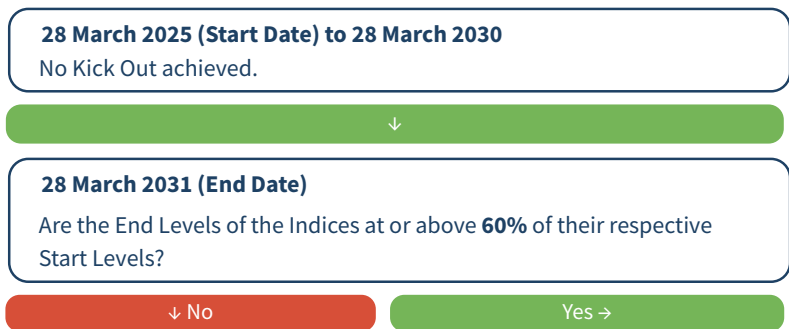 28 March 2025 (Start Date) to 28 March 2030
No Kick Out achieved.
↓
28 March 2031 (End Date)
Are the End Levels of the Indices at or above 60% of their respective
Start Levels?
↓ No
Yes →